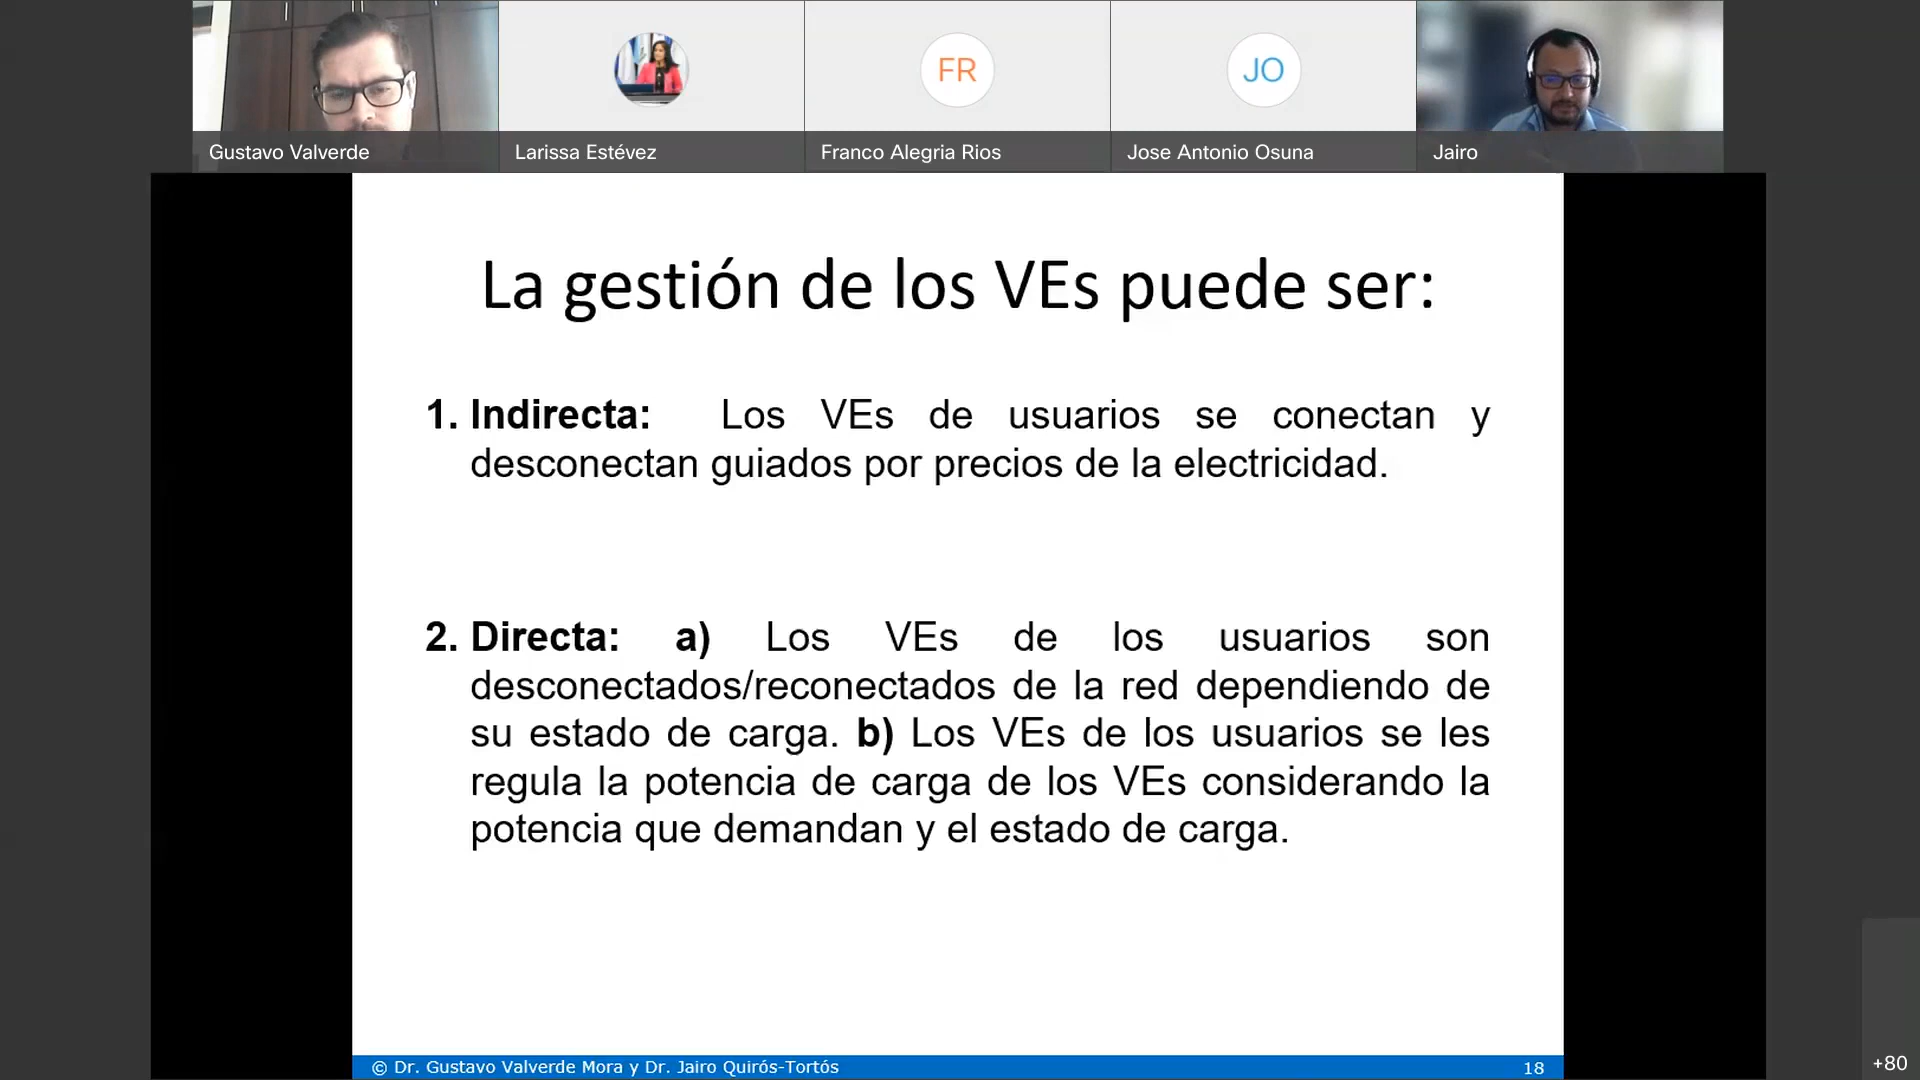 FR
JO
Gustavo Valverde
Larissa Estévez
Franco Alegria Rios
Jose Antonio Osuna
Jairo
La gestión de los VEs puede ser:
1. Indirecta: Los VEs de usuarios se conectan y
desconectan guiados por precios de la electricidad.
2. Directa: a) Los VEs de los usuarios son
desconectados/reconectados de la red dependiendo de
su estado de carga. b) Los VEs de los usuarios se les
regula la potencia de carga de los VEs considerando la
potencia que demandan y el estado de carga.
© Dr. Gustavo Valverde Mora y Dr. Jairo Quirós-Tortós
18
+80